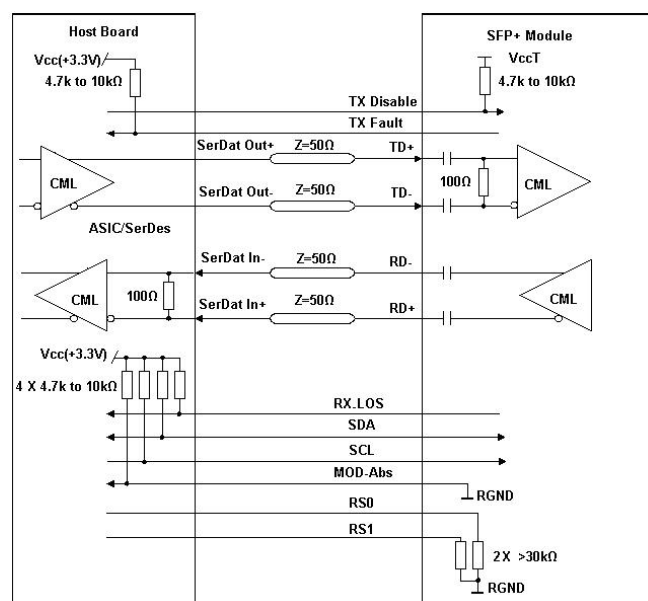 Host Board
SFP+ Module
Vcc(+3.3V)
4.7k to 10kΩ
VccT
4.7k to 10kΩ
TX Disable
TX Fault
SerDat Out+
Z=50Ω
TD+
CML
100Ω
CML
SerDat Out-
Z=50Ω
TD-
ASIC/SerDes
SerDat In-
Z=50Ω
RD-
CML
100Ω
SerDat In+
Z=50Ω
RD+
CML
Vcc(+3.3V)
4 X 4.7k to 10kΩ
RX.LOS
SDA
SCL
MOD-Abs
RGND
RS0
RS1
2 X >30kΩ
RGND